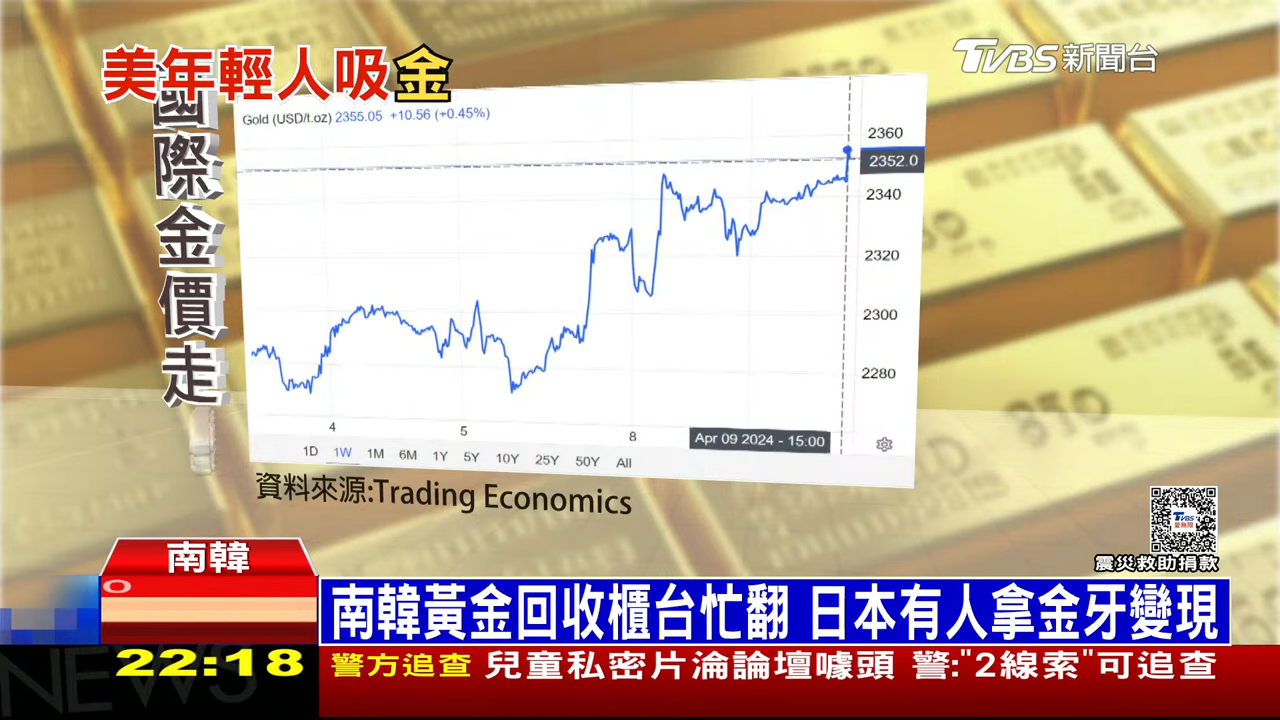 美年輕人吸金
TVBS新聞台
國際金價走
Gold (USD/t.oz) 2355.05 +10.56 (+0.45%)
2360
2352.0
2340
2320
2300
2280
4
5
8
Apr 09 2024 - 15:00
1D 1W 1M 6M 1Y 5Y 10Y 25Y 50Y All
資料來源:Trading Economics
震災救助捐款
南韓
南韓黃金回收櫃台忙翻 日本有人拿金牙變現
22:18
警方追查 兒童私密片淪論壇噱頭 警:"2線索"可追查